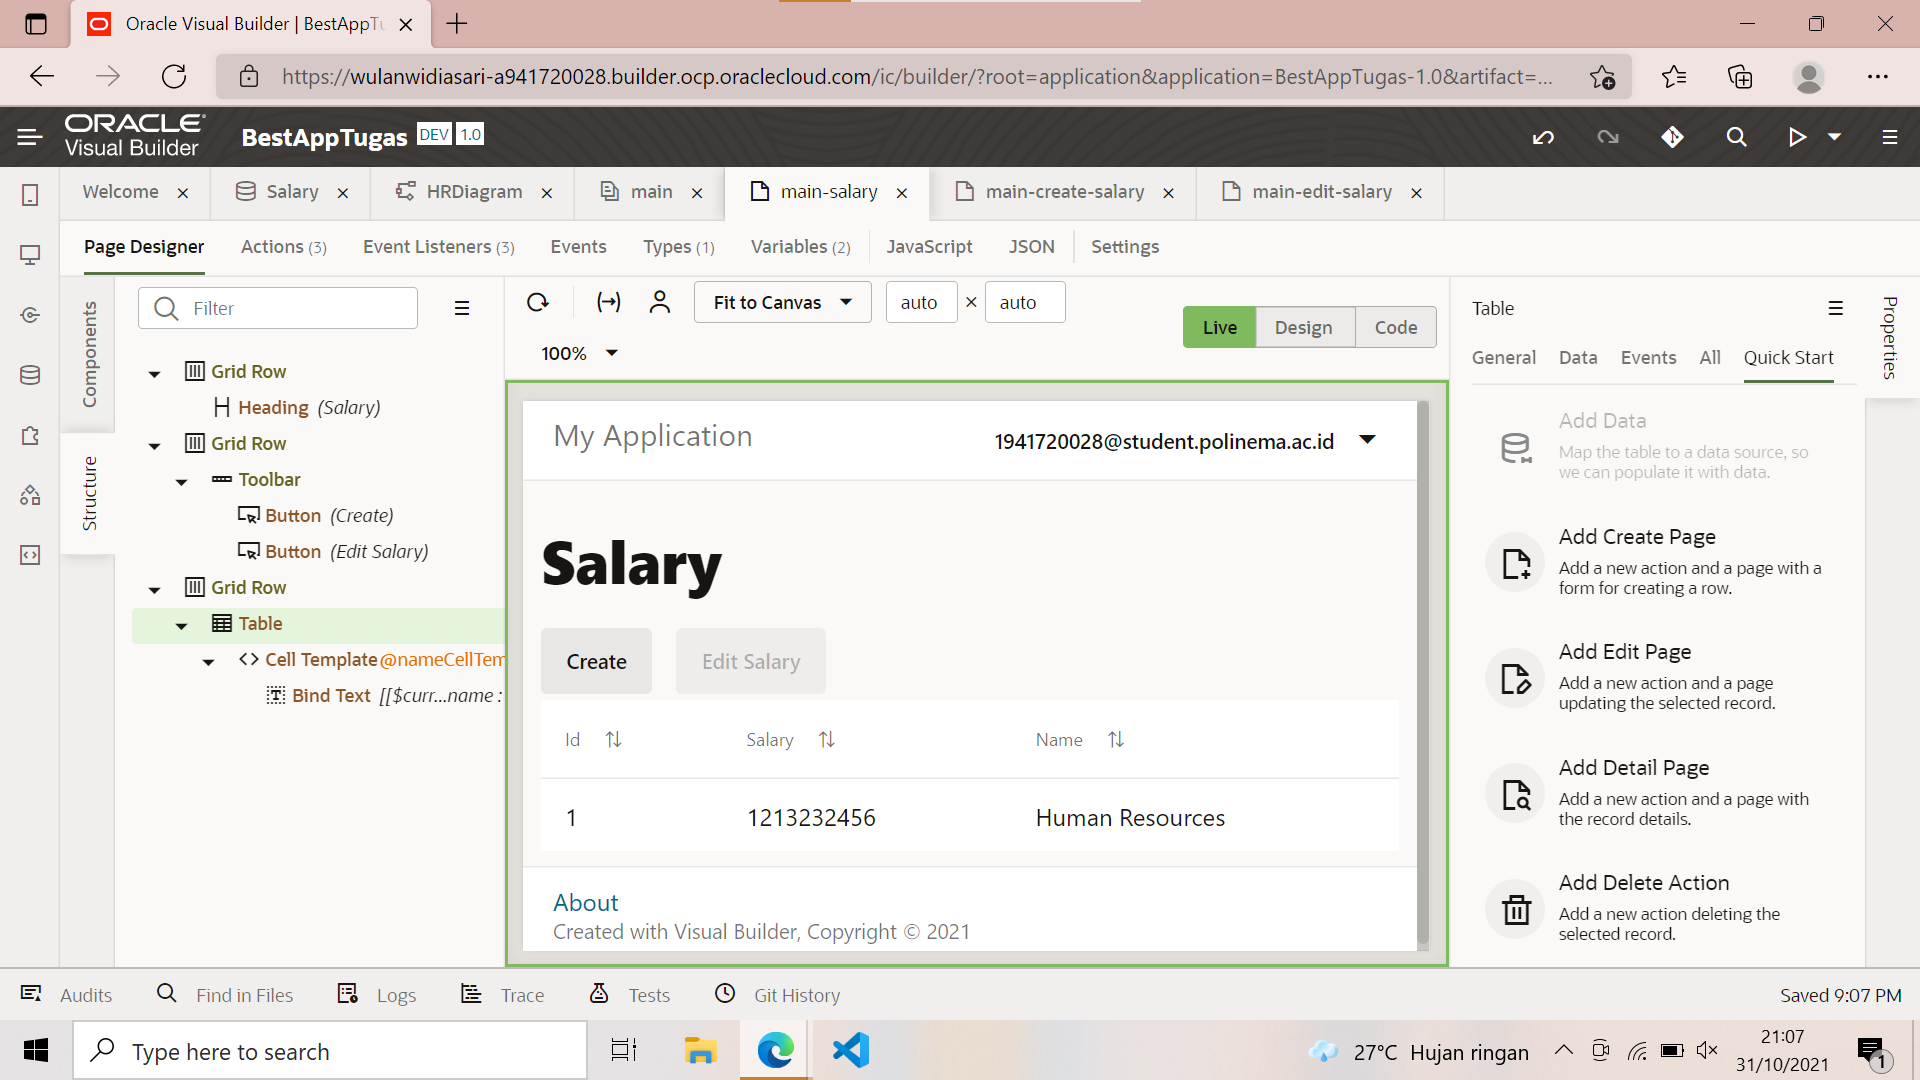 Oracle Visual Builder | BestAppTu
https://wulanwidiasari-a941720028.builder.ocp.oraclecloud.com/ic/builder/?root=application&application=BestAppTugas-1.0&artifact=...
ORACLE
Visual Builder
BestAppTugas DEV 1.0
Welcome
Salary
HRDiagram
main
main-salary
main-create-salary
main-edit-salary
Page Designer
Actions (3)
Event Listeners (3)
Events
Types (1)
Variables (2)
JavaScript
JSON
Settings
Components
Structure
Filter
Grid Row
Heading (Salary)
Grid Row
Toolbar
Button (Create)
Button (Edit Salary)
Grid Row
Table
Cell Template @nameCellTem
Bind Text [[$curr...name :
Fit to Canvas
auto × auto
100%
Live
Design
Code
My Application
1941720028@student.polinema.ac.id
Salary
Create
Edit Salary
Id Salary Name
1 1213232456 Human Resources
About
Created with Visual Builder, Copyright © 2021
Table
Properties
General
Data
Events
All
Quick Start
Add Data
Map the table to a data source, so
we can populate it with data.
Add Create Page
Add a new action and a page with a
form for creating a row.
Add Edit Page
Add a new action and a page
updating the selected record.
Add Detail Page
Add a new action and a page with
the record details.
Add Delete Action
Add a new action deleting the
selected record.
Audits
Find in Files
Logs
Trace
Tests
Git History
Saved 9:07 PM
Type here to search
27°C Hujan ringan
21:07
31/10/2021
1